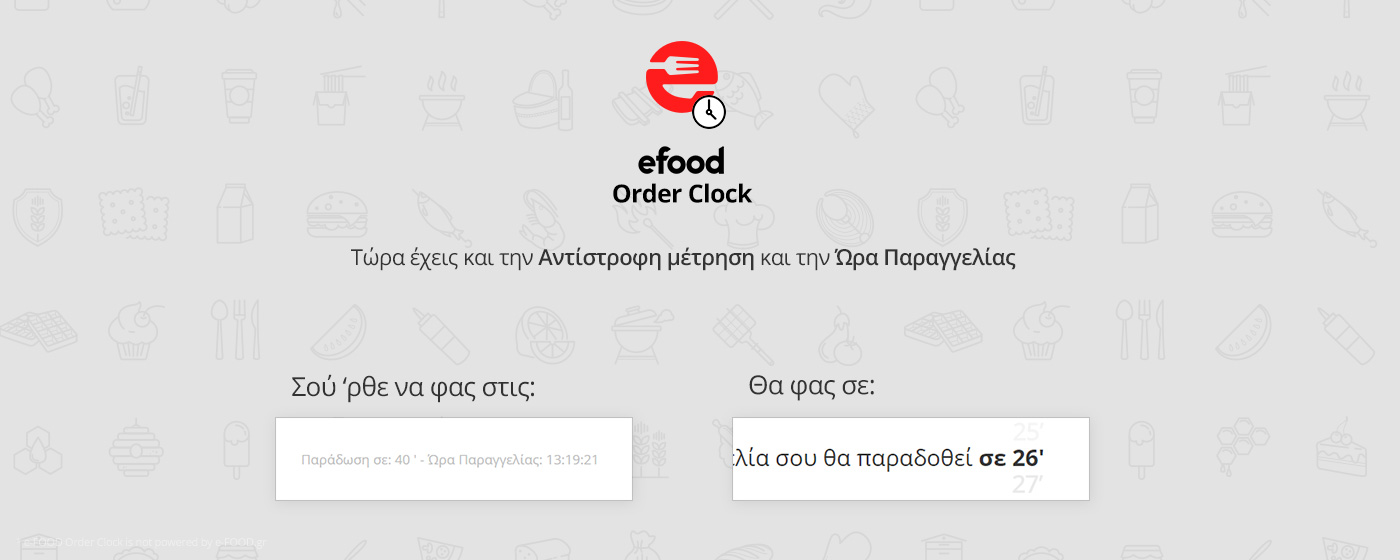 efood
Order Clock
Τώρα έχεις και την Αντίστροφη μέτρηση και την Ώρα Παραγγελίας
Σού ‘ρθε να φας στις:
Θα φας σε:
Παράδωση σε: 40 ' - Ώρα Παραγγελίας: 13:19:21
25'
λία σου θα παραδοθεί σε 26'
27'
e-FOOD Order Clock is not powered by e-FOOD.gr